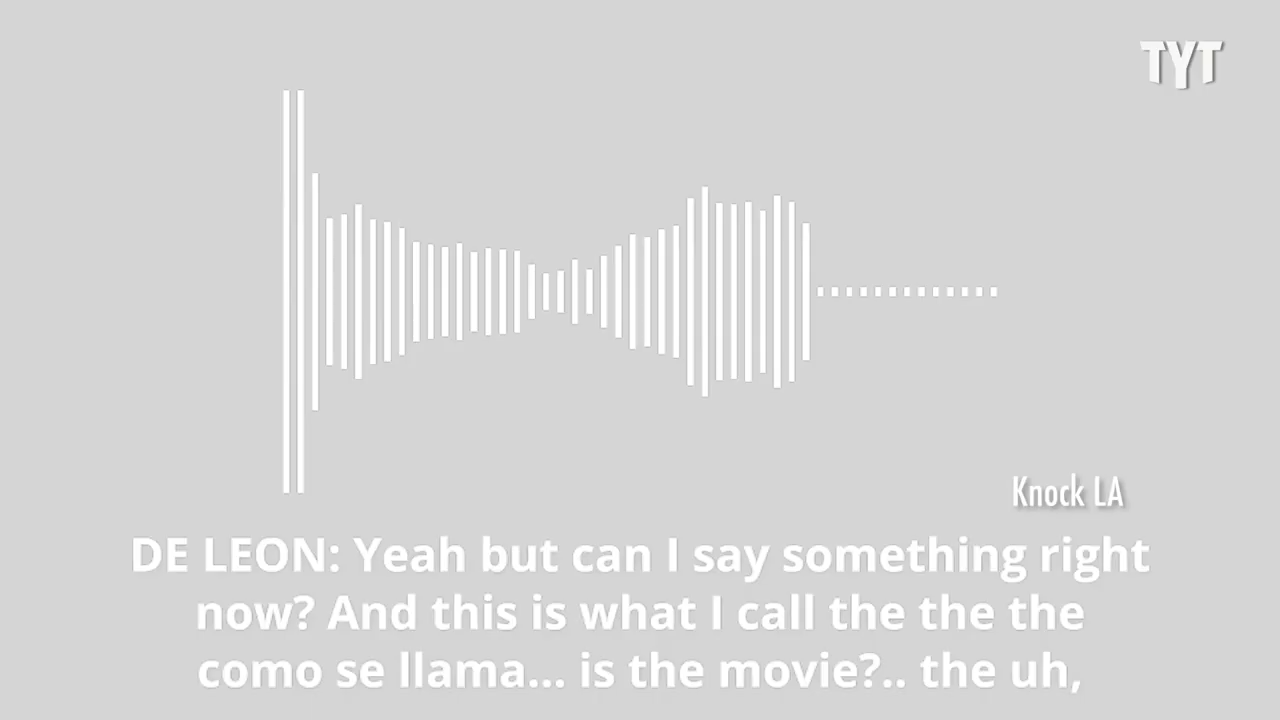 TYT
Knock LA
DE LEON: Yeah but can I say something right
now? And this is what I call the the the
como se llama... is the movie?.. the uh,